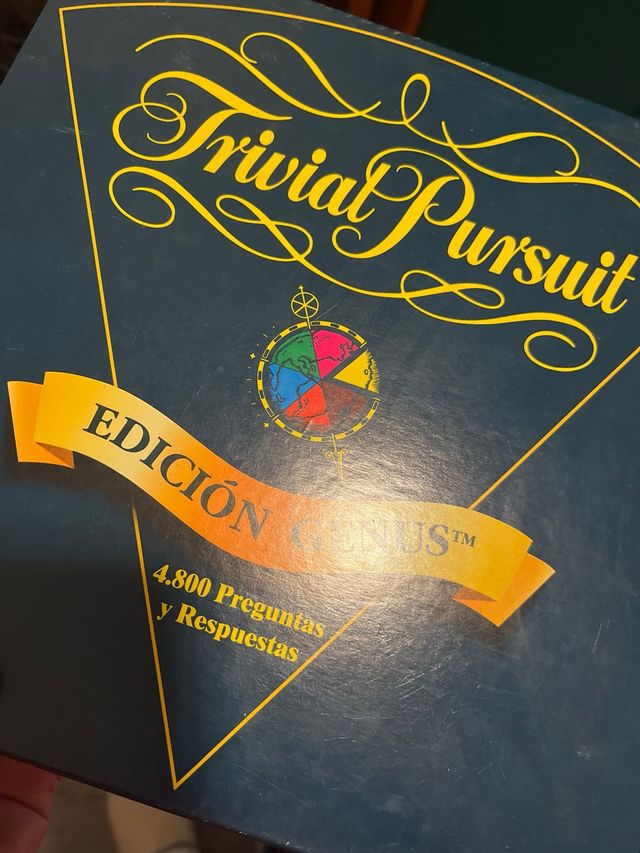 Trivial Pursuit
EDICIÓN GENUS™
4.800 Preguntas
y Respuestas